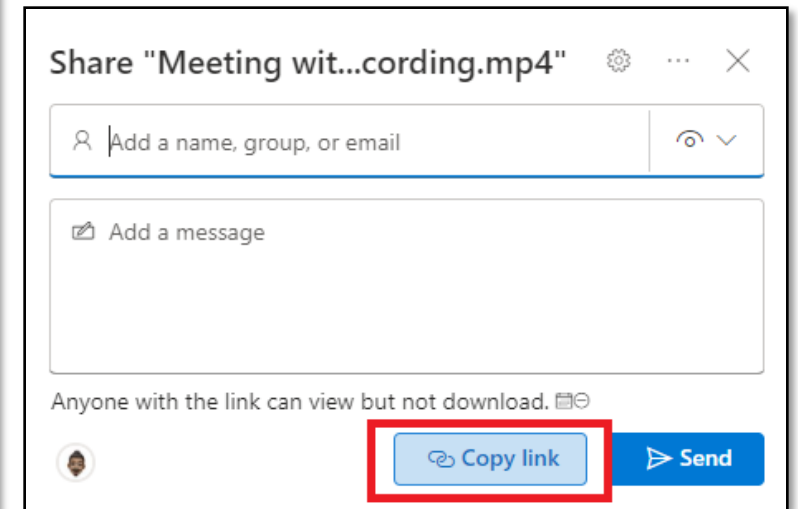 Share "Meeting wit...cording.mp4"
Add a name, group, or email
Add a message
Anyone with the link can view but not download.
Copy link
Send